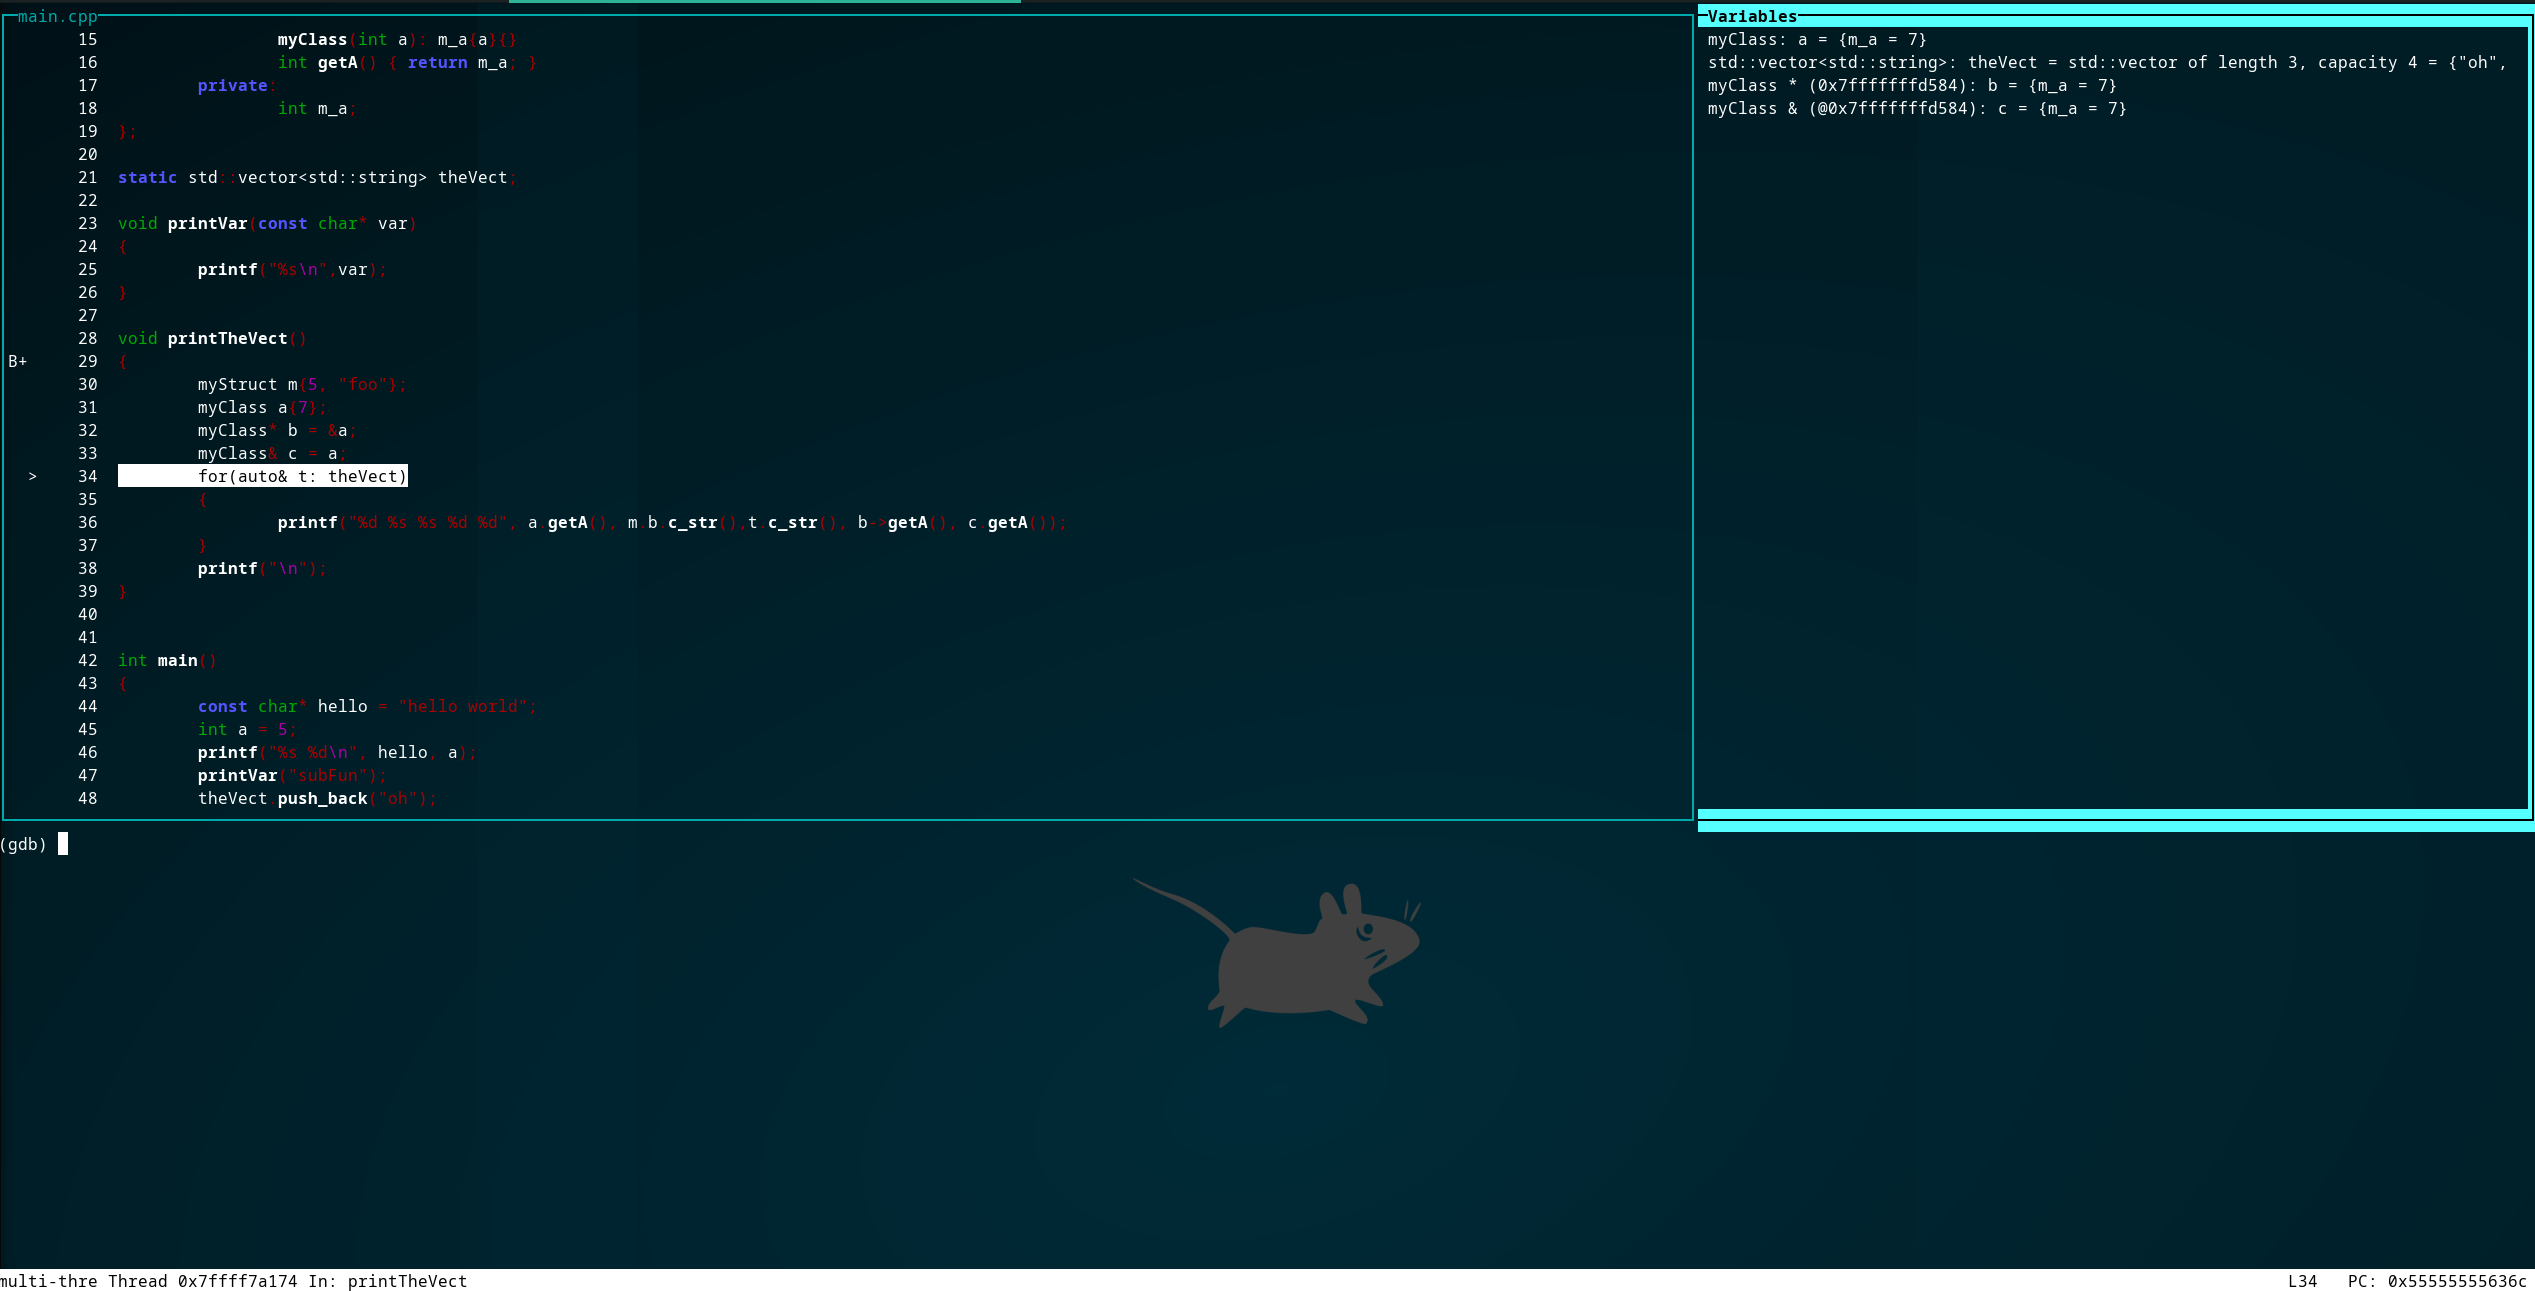 main.cpp
15 myClass(int a): m_a{a}{}
16 int getA() { return m_a; }
17 private:
18 int m_a;
19 };
20
21 static std::vector<std::string> theVect;
22
23 void printVar(const char* var)
24 {
25 printf("%s\n",var);
26 }
27
28 void printTheVect()
B+ 29 {
30 myStruct m{5, "foo"};
31 myClass a{7};
32 myClass* b = &a;
33 myClass& c = a;
> 34 for(auto& t: theVect)
35 {
36 printf("%d %s %s %d %d", a.getA(), m.b.c_str(),t.c_str(), b->getA(), c.getA());
37 }
38 printf("\n");
39 }
40
41
42 int main()
43 {
44 const char* hello = "hello world";
45 int a = 5;
46 printf("%s %d\n", hello, a);
47 printVar("subFun");
48 theVect.push_back("oh");
Variables
myClass: a = {m_a = 7}
std::vector<std::string>: theVect = std::vector of length 3, capacity 4 = {"oh",
myClass * (0x7fffffffd584): b = {m_a = 7}
myClass & (@0x7fffffffd584): c = {m_a = 7}
(gdb)
multi-thre Thread 0x7ffff7a174 In: printTheVect L34 PC: 0x55555555636c